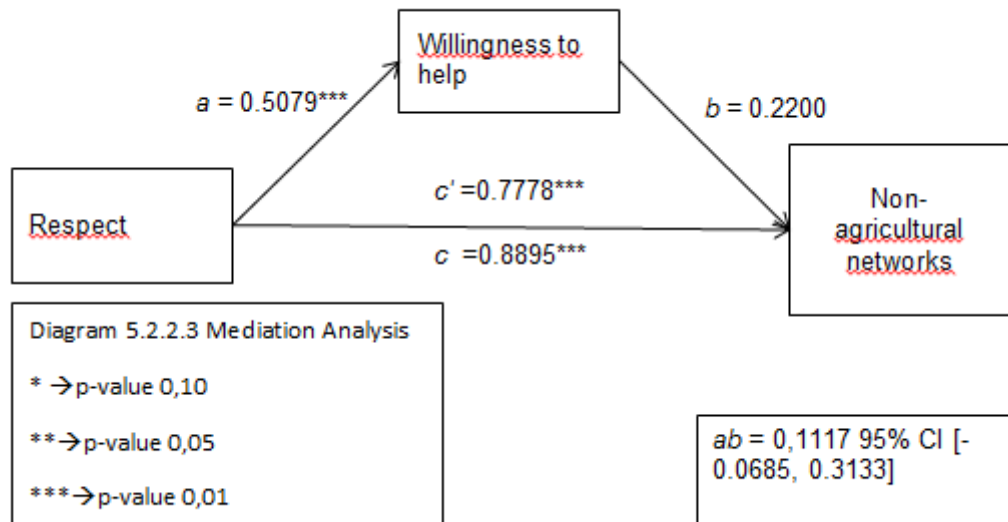 Willingness to
help
a = 0.5079***
b = 0.2200
Respect
c' =0.7778***
c =0.8895***
Non-
agricultural
networks
Diagram 5.2.2.3 Mediation Analysis
* →p-value 0,10
**→p-value 0,05
***→p-value 0,01
ab = 0,1117 95% CI [-
0.0685, 0.3133]